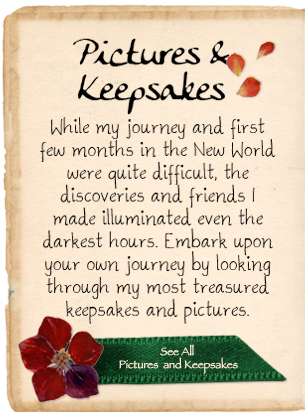 Pictures &
Keepsakes
While my journey and first
few months in the New World
were quite difficult, the
discoveries and friends I
made illuminated even the
darkest hours. Embark upon
your own journey by looking
through my most treasured
keepsakes and pictures.
See All
Pictures and Keepsakes